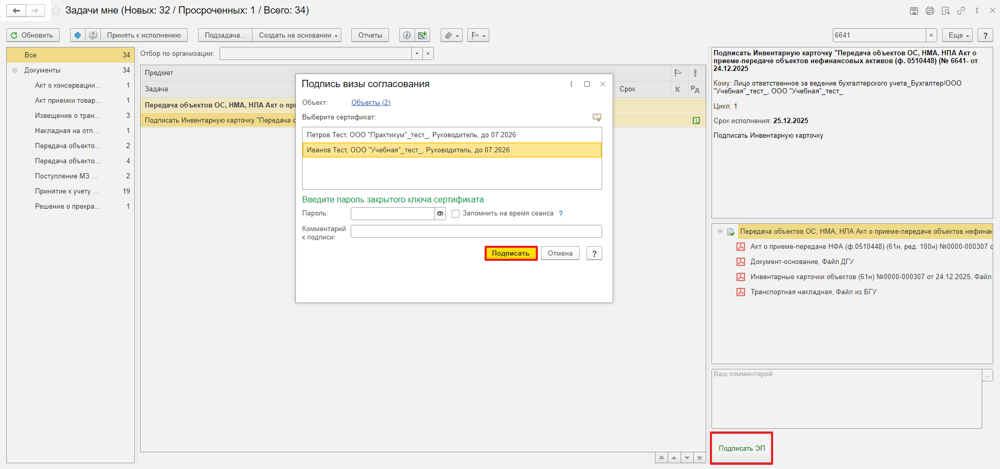 Задачи мне (Новых: 32 / Просроченных: 1 / Всего: 34)
Обновить
Принять к исполнению
Подзадача...
Создать на основании
Отчеты
6641
×
Еще
?
Все 34
Документы 34
Акт о консервации... 1
Акт приемки товар... 1
Извещение о тран... 3
Накладная на отп... 1
Передача объекто... 2
Передача объекто... 4
Поступление МЗ ... 2
Принятие к учету ... 19
Решение о прекра... 1
Отбор по организации:
×
Предмет
Задача
Срок
К
Рд
Передача объектов ОС, НМА, НПА Акт о при
Подписать Инвентарную карточку "Передача о
P
Подпись визы согласования
Объект: Объекты (2)
Выберите сертификат:
Петров Тест, ООО "Практикум"_тест_, Руководитель, до 07.2026
Иванов Тест, ООО "Учебная"_тест_, Руководитель, до 07.2026
Введите пароль закрытого ключа сертификата
Пароль:
Запомнить на время сеанса ?
Комментарий
к подписи:
Подписать
Отмена
?
Подписать Инвентарную карточку "Передача объектов ОС, НМА, НПА Акт о
приеме-передаче объектов нефинансовых активов (ф. 0510448) (№ 6641- от
24.12.2025
Кому: Лицо ответственное за ведение бухгалтерского учета_Бухгалтер/ООО
"Учебная"_тест_, ООО "Учебная"_тест_
Цикл: 1
Срок исполнения: 25.12.2025
Подписать Инвентарную карточку
Передача объектов ОС, НМА, НПА Акт о приеме-передаче объектов нефинан
Акт о приеме-передаче НФА (ф.0510448) (61н, ред. 100н) №0000-000307 о
Документ-основание, Файл ДГУ
Инвентарные карточки объектов (61н) №0000-000307 от 24.12.2025, Файл
Транспортная накладная, Файл из БГУ
Ваш комментарий
...
Подписать ЭП